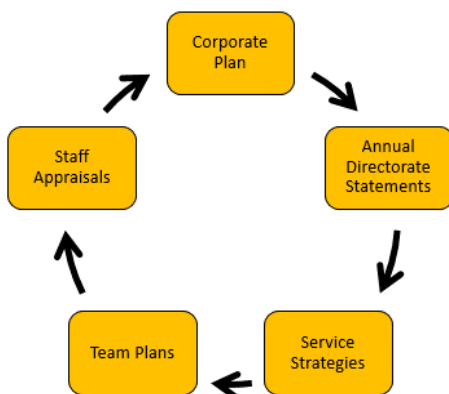 Corporate
Plan
Annual
Directorate
Statements
Service
Strategies
Team Plans
Staff
Appraisals